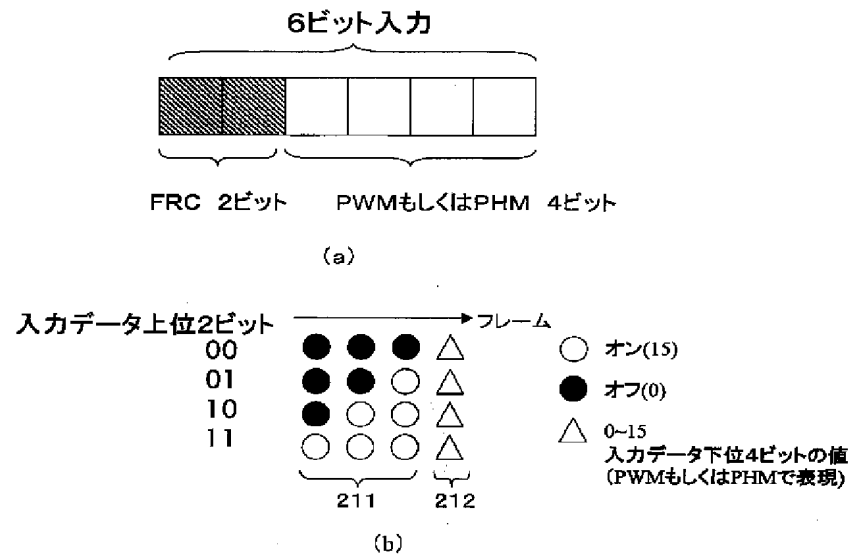 6ビット入力
FRC 2ビット PWMもしくはPHM 4ビット
(a)
入力データ上位2ビット フレーム
00
01
10
11
オン(15)
オフ(0)
0~15
入力データ下位4ビットの値
(PWMもしくはPHMで表現)
211 212
(b)